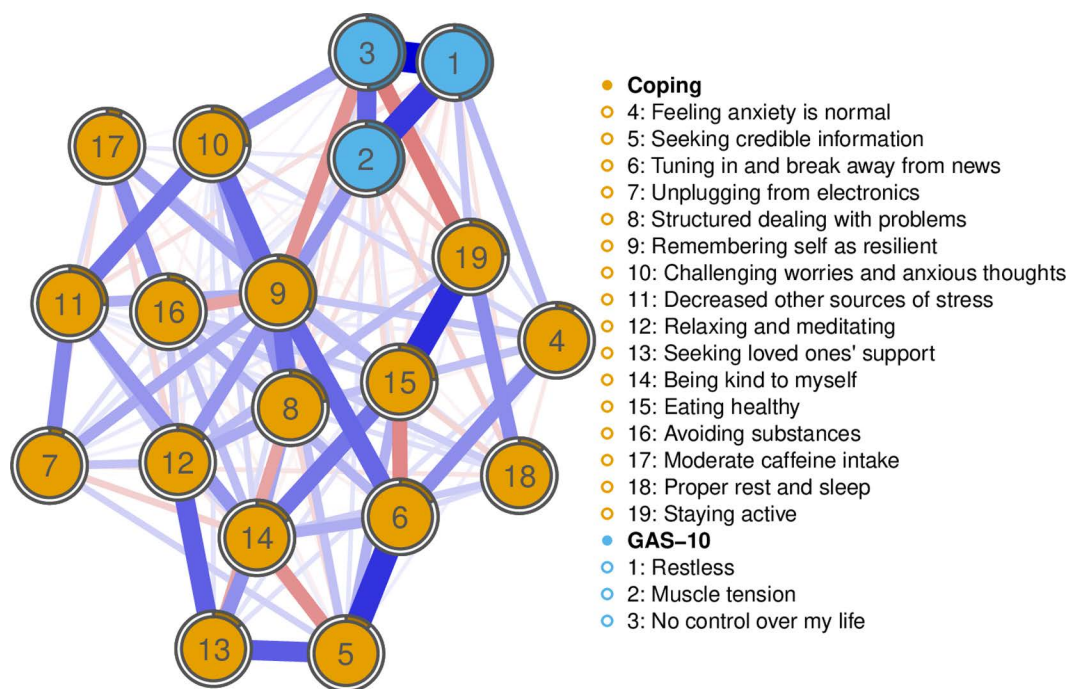 3
1
17
10
2
19
9
11
16
4
15
8
7
12
18
6
14
13
5
Coping
4: Feeling anxiety is normal
5: Seeking credible information
6: Tuning in and break away from news
7: Unplugging from electronics
8: Structured dealing with problems
9: Remembering self as resilient
10: Challenging worries and anxious thoughts
11: Decreased other sources of stress
12: Relaxing and meditating
13: Seeking loved ones' support
14: Being kind to myself
15: Eating healthy
16: Avoiding substances
17: Moderate caffeine intake
18: Proper rest and sleep
19: Staying active
GAS−10
1: Restless
2: Muscle tension
3: No control over my life